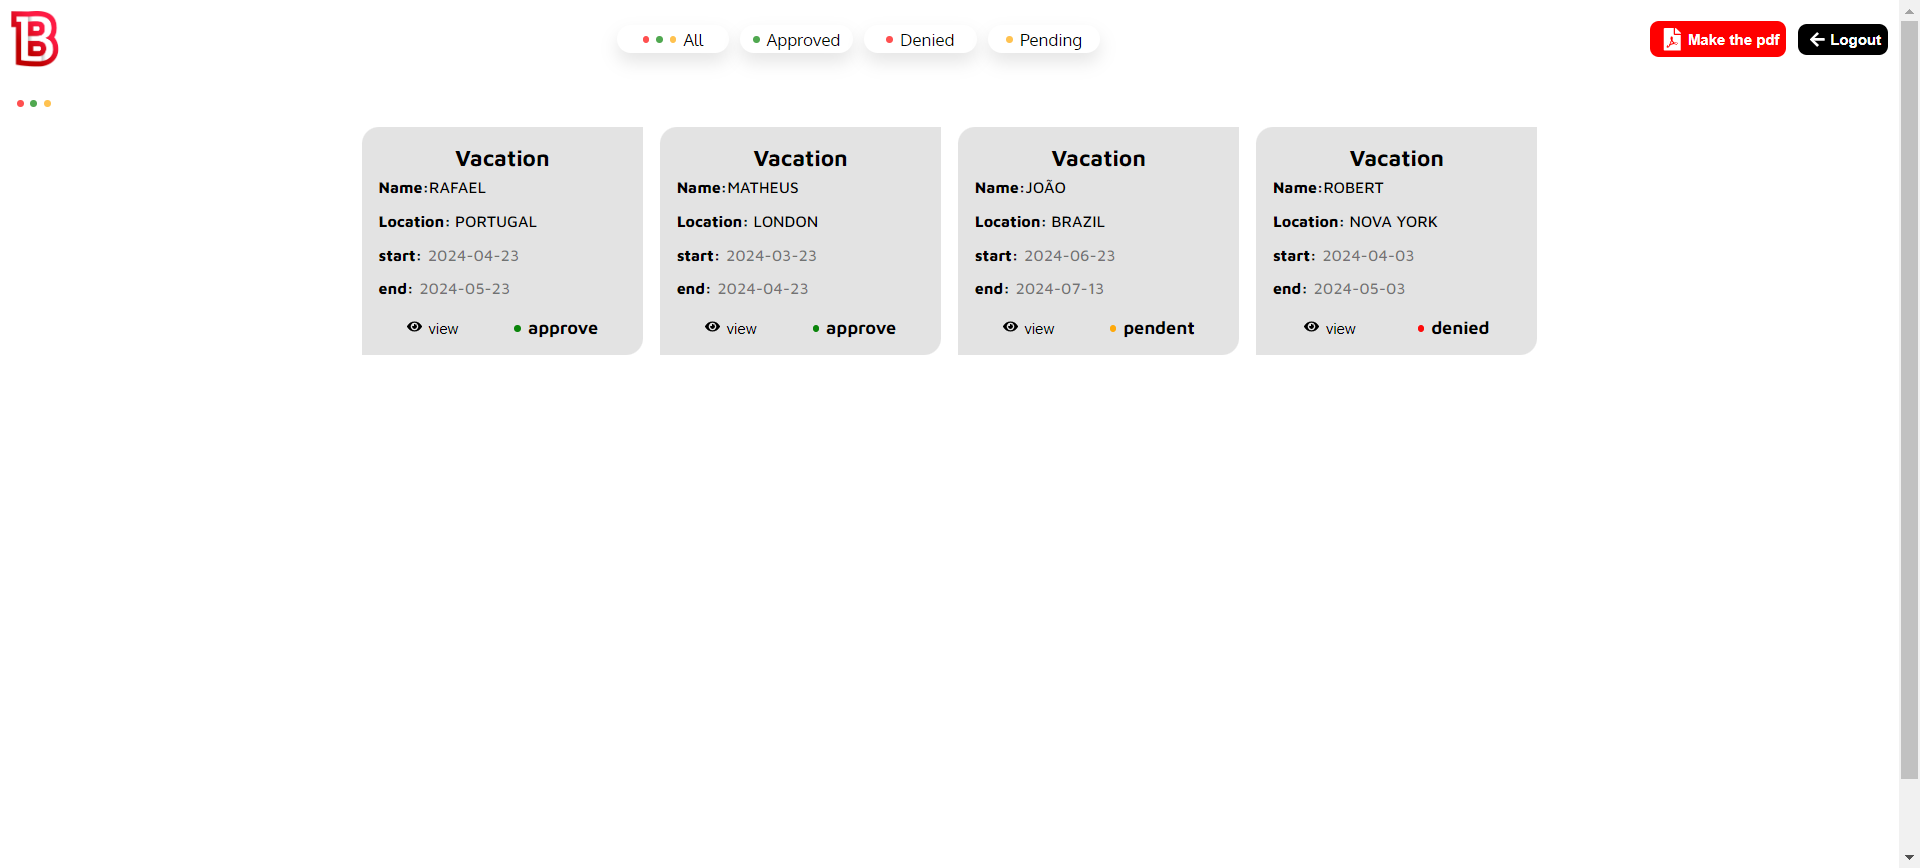 B
All
Approved
Denied
Pending
Make the pdf
Logout
Vacation
Name:RAFAEL
Location: PORTUGAL
start: 2024-04-23
end: 2024-05-23
view
approve
Vacation
Name:MATHEUS
Location: LONDON
start: 2024-03-23
end: 2024-04-23
view
approve
Vacation
Name:JOÃO
Location: BRAZIL
start: 2024-06-23
end: 2024-07-13
view
pendent
Vacation
Name:ROBERT
Location: NOVA YORK
start: 2024-04-03
end: 2024-05-03
view
denied